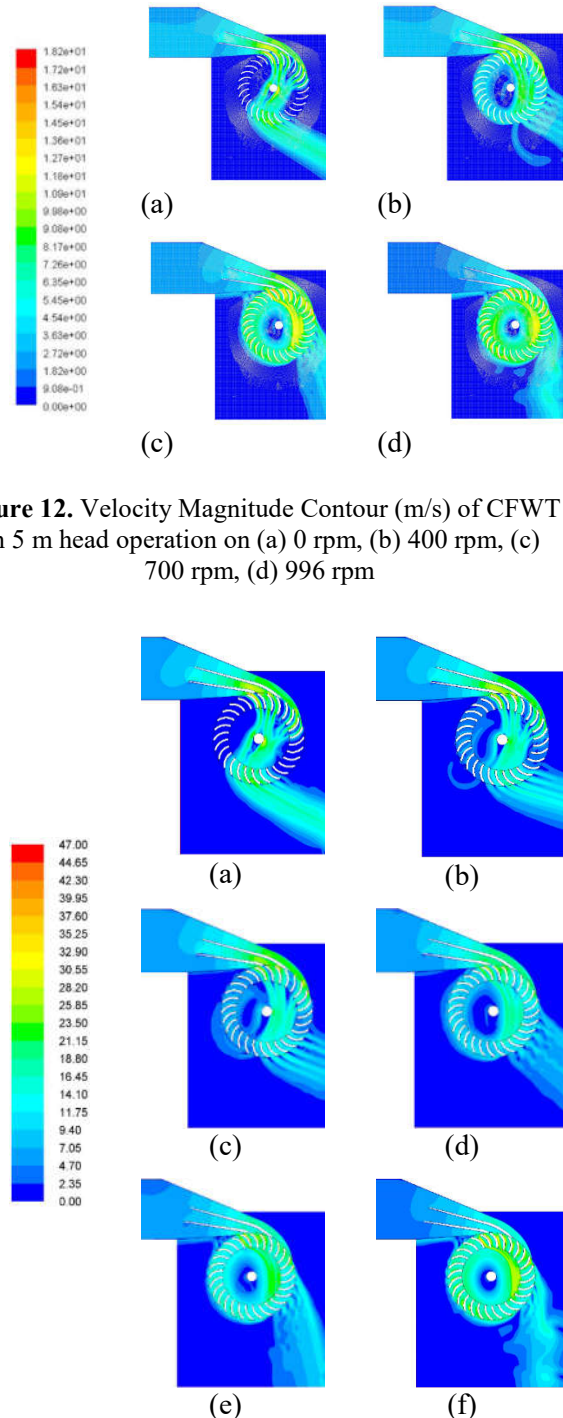 1.82e+01
1.72e+01
1.63e+01
1.54e+01
1.45e+01
1.36e+01
1.27e+01
1.18e+01
1.09e+01
9.98e+00
9.08e+00
8.17e+00
7.26e+00
6.35e+00
5.45e+00
4.54e+00
3.63e+00
2.72e+00
1.82e+00
9.08e-01
0.00e+00
(a) (b)
(c) (d)
ure 12. Velocity Magnitude Contour (m/s) of CFWT
5 m head operation on (a) 0 rpm, (b) 400 rpm, (c)
700 rpm, (d) 996 rpm
47.00
44.65
42.30
39.95
37.60
35.25
32.90
30.55
28.20
25.85
23.50
21.15
18.80
16.45
14.10
11.75
9.40
7.05
4.70
2.35
0.00
(a) (b)
(c) (d)
(e) (f)